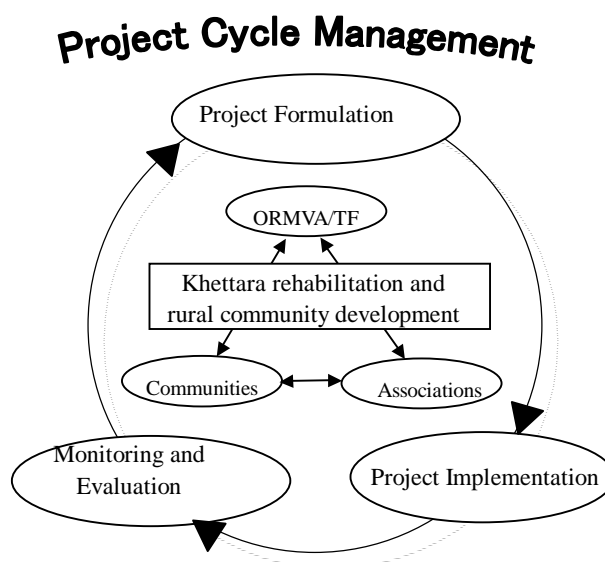 Project Cycle Management
Project Formulation
ORMVA/TF
Khettara rehabilitation and
rural community development
Communities
Associations
Monitoring and
Evaluation
Project Implementation